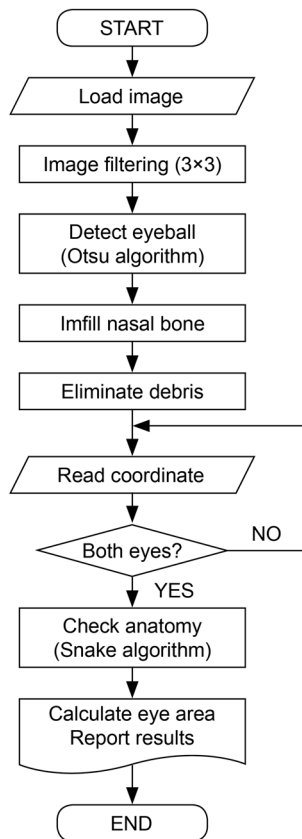 START
Load image
Image filtering (3×3)
Detect eyeball
(Otsu algorithm)
Imfill nasal bone
Eliminate debris
Read coordinate
Both eyes?
NO
YES
Check anatomy
(Snake algorithm)
Calculate eye area
Report results
END